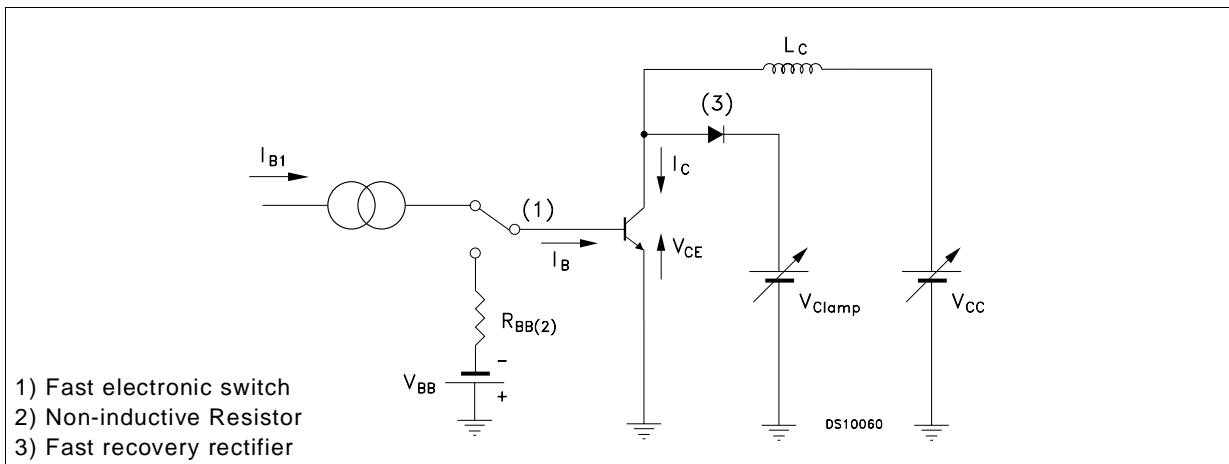 L_C
(3)
I_B1
I_C
(1)
I_B
V_CE
V_Clamp
V_CC
R_BB(2)
-
V_BB
+
1) Fast electronic switch
2) Non-inductive Resistor
3) Fast recovery rectifier
DS10060